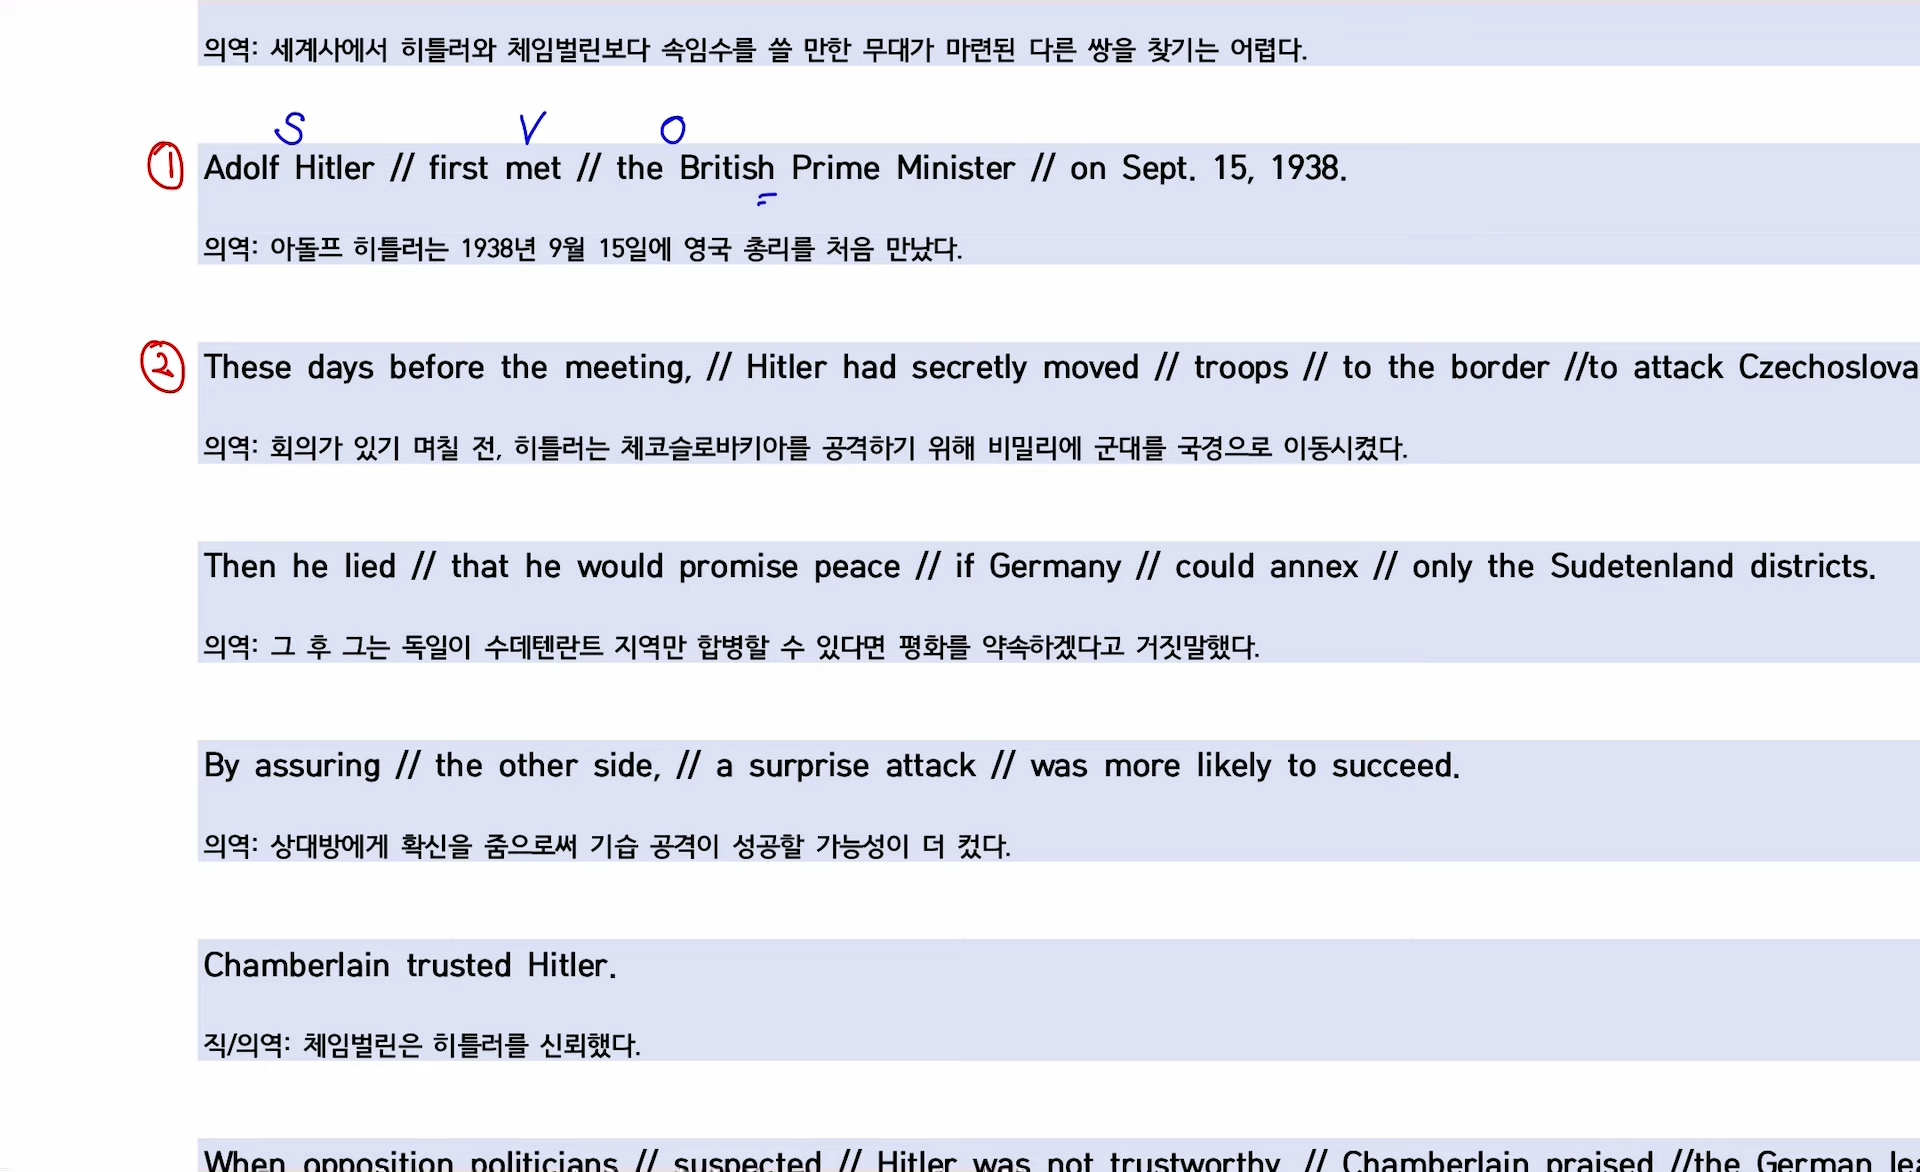 의역: 세계사에서 히틀러와 체임벌린보다 속임수를 쓸 만한 무대가 마련된 다른 쌍을 찾기는 어렵다.
S V O
① Adolf Hitler // first met // the British Prime Minister // on Sept. 15, 1938.
의역: 아돌프 히틀러는 1938년 9월 15일에 영국 총리를 처음 만났다.
② These days before the meeting, // Hitler had secretly moved // troops // to the border //to attack Czechoslova
의역: 회의가 있기 며칠 전, 히틀러는 체코슬로바키아를 공격하기 위해 비밀리에 군대를 국경으로 이동시켰다.
Then he lied // that he would promise peace // if Germany // could annex // only the Sudetenland districts.
의역: 그 후 그는 독일이 수데텐란트 지역만 합병할 수 있다면 평화를 약속하겠다고 거짓말했다.
By assuring // the other side, // a surprise attack // was more likely to succeed.
의역: 상대방에게 확신을 줌으로써 기습 공격이 성공할 가능성이 더 컸다.
Chamberlain trusted Hitler.
직/의역: 체임벌린은 히틀러를 신뢰했다.
When opposition politicians // suspected // Hitler was not trustworthy, // Chamberlain praised //the German le